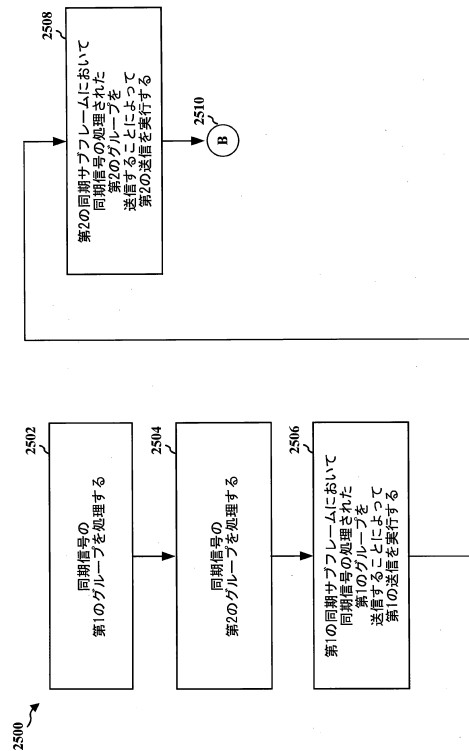 2500
2502
同期信号の
第1のグループを処理する
2504
同期信号の
第2のグループを処理する
2506
第1の同期サブフレームにおいて
同期信号の処理された
第1のグループを
送信することによって
第1の送信を実行する
2508
第2の同期サブフレームにおいて
同期信号の処理された
第2のグループを
送信することによって
第2の送信を実行する
2510
B